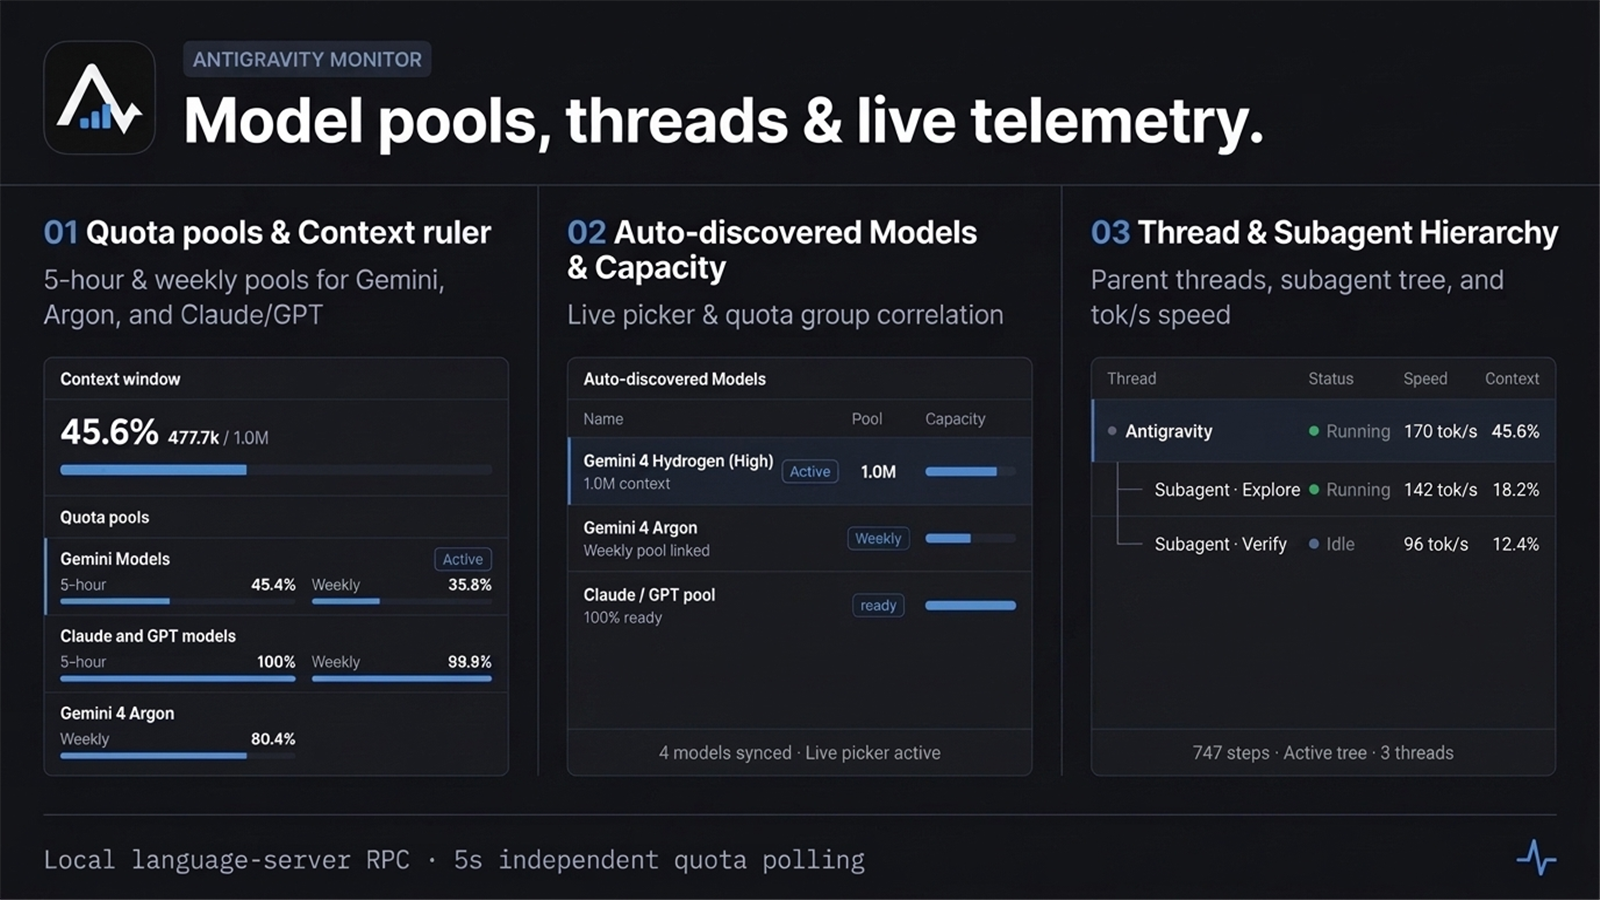 ANTIGRAVITY MONITOR
Model pools, threads & live telemetry.
01 Quota pools & Context ruler
5-hour & weekly pools for Gemini,
Argon, and Claude/GPT
Context window
45.6% 477.7k / 1.0M
Quota pools
Gemini Models Active
5-hour 45.4% Weekly 35.8%
Claude and GPT models
5-hour 100% Weekly 99.9%
Gemini 4 Argon
Weekly 80.4%
02 Auto-discovered Models
& Capacity
Live picker & quota group correlation
Auto-discovered Models
Name Pool Capacity
Gemini 4 Hydrogen (High) Active 1.0M
1.0M context
Gemini 4 Argon Weekly
Weekly pool linked
Claude / GPT pool ready
100% ready
4 models synced · Live picker active
03 Thread & Subagent Hierarchy
Parent threads, subagent tree, and
tok/s speed
Thread Status Speed Context
Antigravity Running 170 tok/s 45.6%
Subagent · Explore Running 142 tok/s 18.2%
Subagent · Verify Idle 96 tok/s 12.4%
747 steps · Active tree · 3 threads
Local language-server RPC · 5s independent quota polling